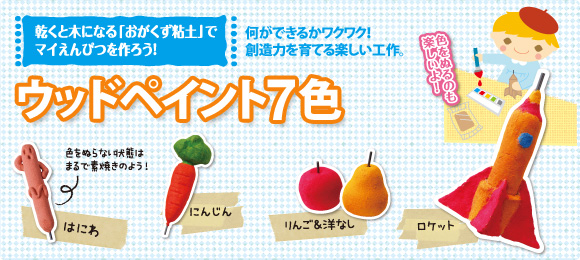 乾くと木になる「おがくず粘土」で
マイえんぴつを作ろう!
何ができるかワクワク!
創造力を育てる楽しい工作。
ウッドペイント7色
色をぬるのも
楽しいよー!
色をぬらない状態は
まるで素焼きのよう!
はにわ
にんじん
りんご&洋なし
ロケット